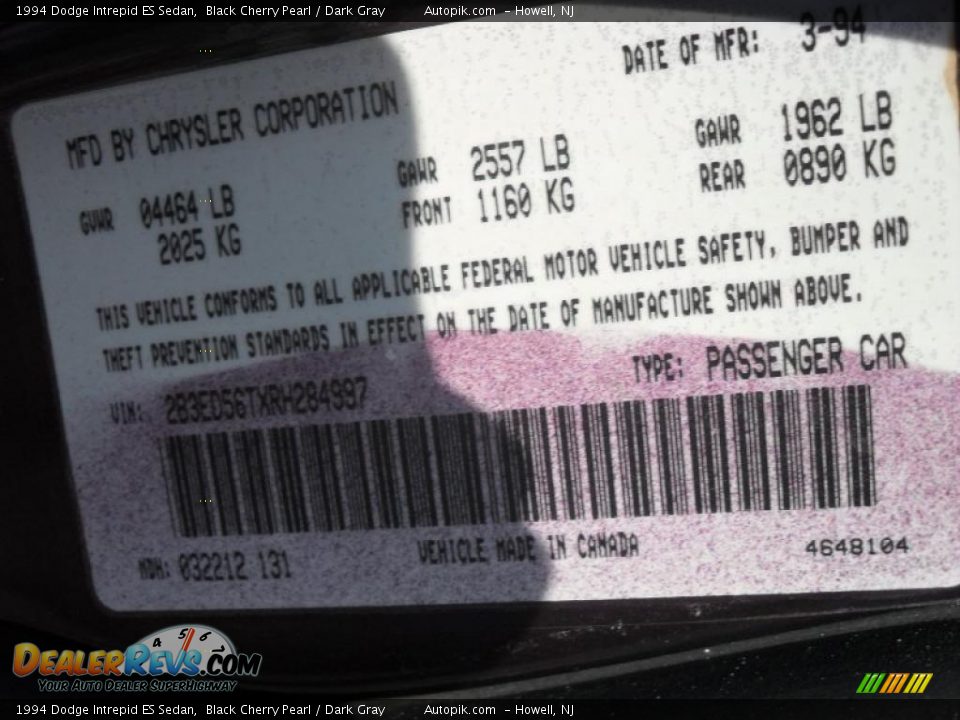 1994 Dodge Intrepid ES Sedan, Black Cherry Pearl / Dark Gray Autopik.com - Howell, NJ
DATE OF MFR: 3-94
MFD BY CHRYSLER CORPORATION
GVWR 04464 LB GAWR 2557 LB GAWR 1962 LB
2025 KG FRONT 1160 KG REAR 0890 KG
THIS VEHICLE CONFORMS TO ALL APPLICABLE FEDERAL MOTOR VEHICLE SAFETY, BUMPER AND
THEFT PREVENTION STANDARDS IN EFFECT ON THE DATE OF MANUFACTURE SHOWN ABOVE.
TYPE: PASSENGER CAR
VIN: 2B3ED56TXRH284997
MDH: 032212 131 VEHICLE MADE IN CANADA 4648104
4 5 6
DEALERREVS.COM
YOUR AUTO DEALER SUPERHIGHWAY
1994 Dodge Intrepid ES Sedan, Black Cherry Pearl / Dark Gray Autopik.com - Howell, NJ